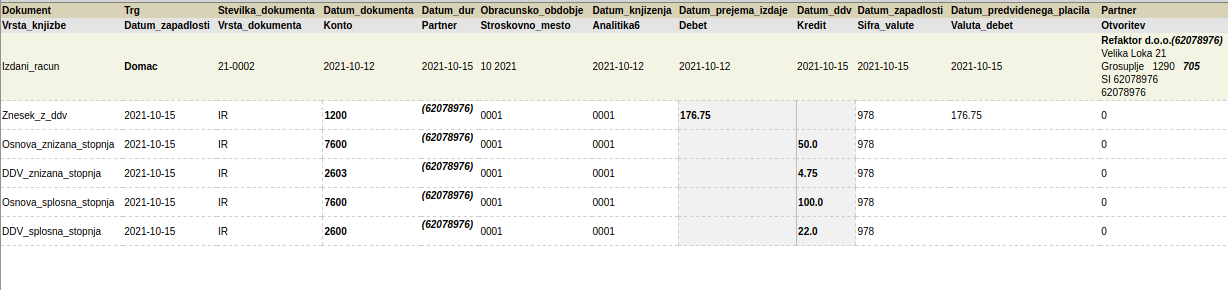 Dokument Trg Stevilka_dokumenta Datum_dokumenta Datum_dur Obracunsko_obdobje Datum_knjizenja Datum_prejema_izdaje Datum_ddv Datum_zapadlosti Datum_predvidenega_placila Partner
Vrsta_knjizbe Datum_zapadlosti Vrsta_dokumenta Konto Partner Stroskovno_mesto Analitika6 Debet Kredit Sifra_valute Valuta_debet Otvoritev
Izdani_racun Domac 21-0002 2021-10-12 2021-10-15 10 2021 2021-10-12 2021-10-12 2021-10-15 2021-10-15 2021-10-15
Refaktor d.o.o.(62078976)
Velika Loka 21
Grosuplje 1290 705
SI 62078976
62078976
Znesek_z_ddv 2021-10-15 IR 1200 (62078976) 0001 0001 176.75 978 176.75 0
Osnova_znizana_stopnja 2021-10-15 IR 7600 (62078976) 0001 0001 50.0 978 0
DDV_znizana_stopnja 2021-10-15 IR 2603 (62078976) 0001 0001 4.75 978 0
Osnova_splosna_stopnja 2021-10-15 IR 7600 (62078976) 0001 0001 100.0 978 0
DDV_splosna_stopnja 2021-10-15 IR 2600 (62078976) 0001 0001 22.0 978 0